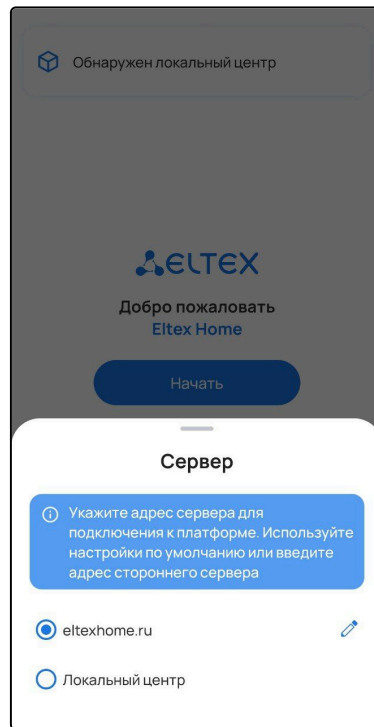 Обнаружен локальный центр
ELTEX
Добро пожаловать
Eltex Home
Начать
Сервер
Укажите адрес сервера для
подключения к платформе. Используйте
настройки по умолчанию или введите
адрес стороннего сервера
eltexhome.ru
Локальный центр